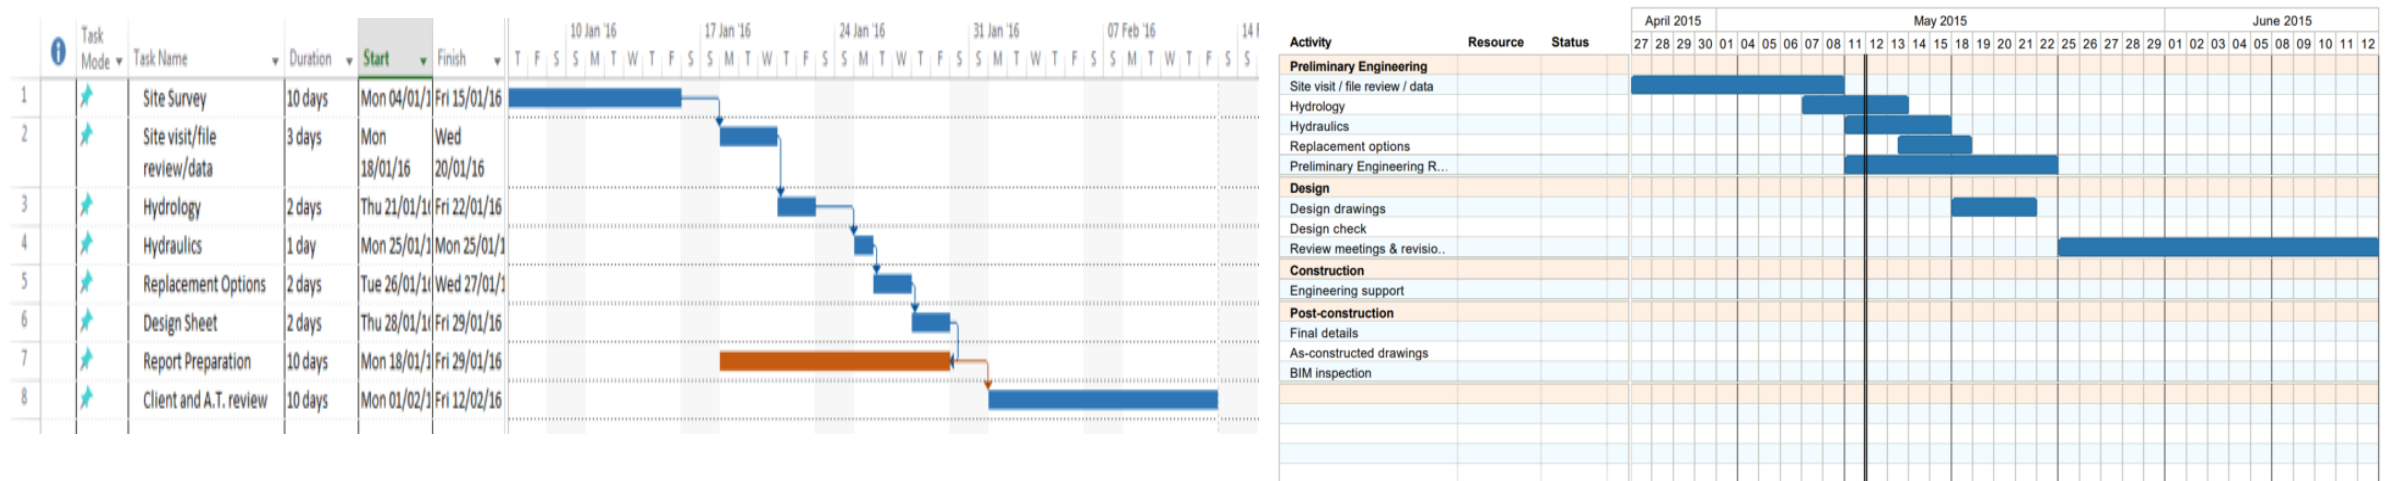 10 Jan '16 17 Jan '16 24 Jan '16 31 Jan '16 07 Feb '16 14 F
Task Mode Task Name Duration Start Finish T F S S M T W T F S S M T W T F S S M T W T F S S M T W T F S S M T W T F S S
1 Site Survey 10 days Mon 04/01/1 Fri 15/01/16
2 Site visit/file 3 days Mon Wed
review/data 18/01/16 20/01/16
3 Hydrology 2 days Thu 21/01/16 Fri 22/01/16
4 Hydraulics 1 day Mon 25/01/1 Mon 25/01/1
5 Replacement Options 2 days Tue 26/01/16 Wed 27/01/1
6 Design Sheet 2 days Thu 28/01/16 Fri 29/01/16
7 Report Preparation 10 days Mon 18/01/1 Fri 29/01/16
8 Client and A.T. review 10 days Mon 01/02/1 Fri 12/02/16
April 2015 May 2015 June 2015
Activity Resource Status 27 28 29 30 01 04 05 06 07 08 11 12 13 14 15 18 19 20 21 22 25 26 27 28 29 01 02 03 04 05 08 09 10 11 12
Preliminary Engineering
Site visit / file review / data
Hydrology
Hydraulics
Replacement options
Preliminary Engineering R...
Design
Design drawings
Design check
Review meetings & revisio..
Construction
Engineering support
Post-construction
Final details
As-constructed drawings
BIM inspection